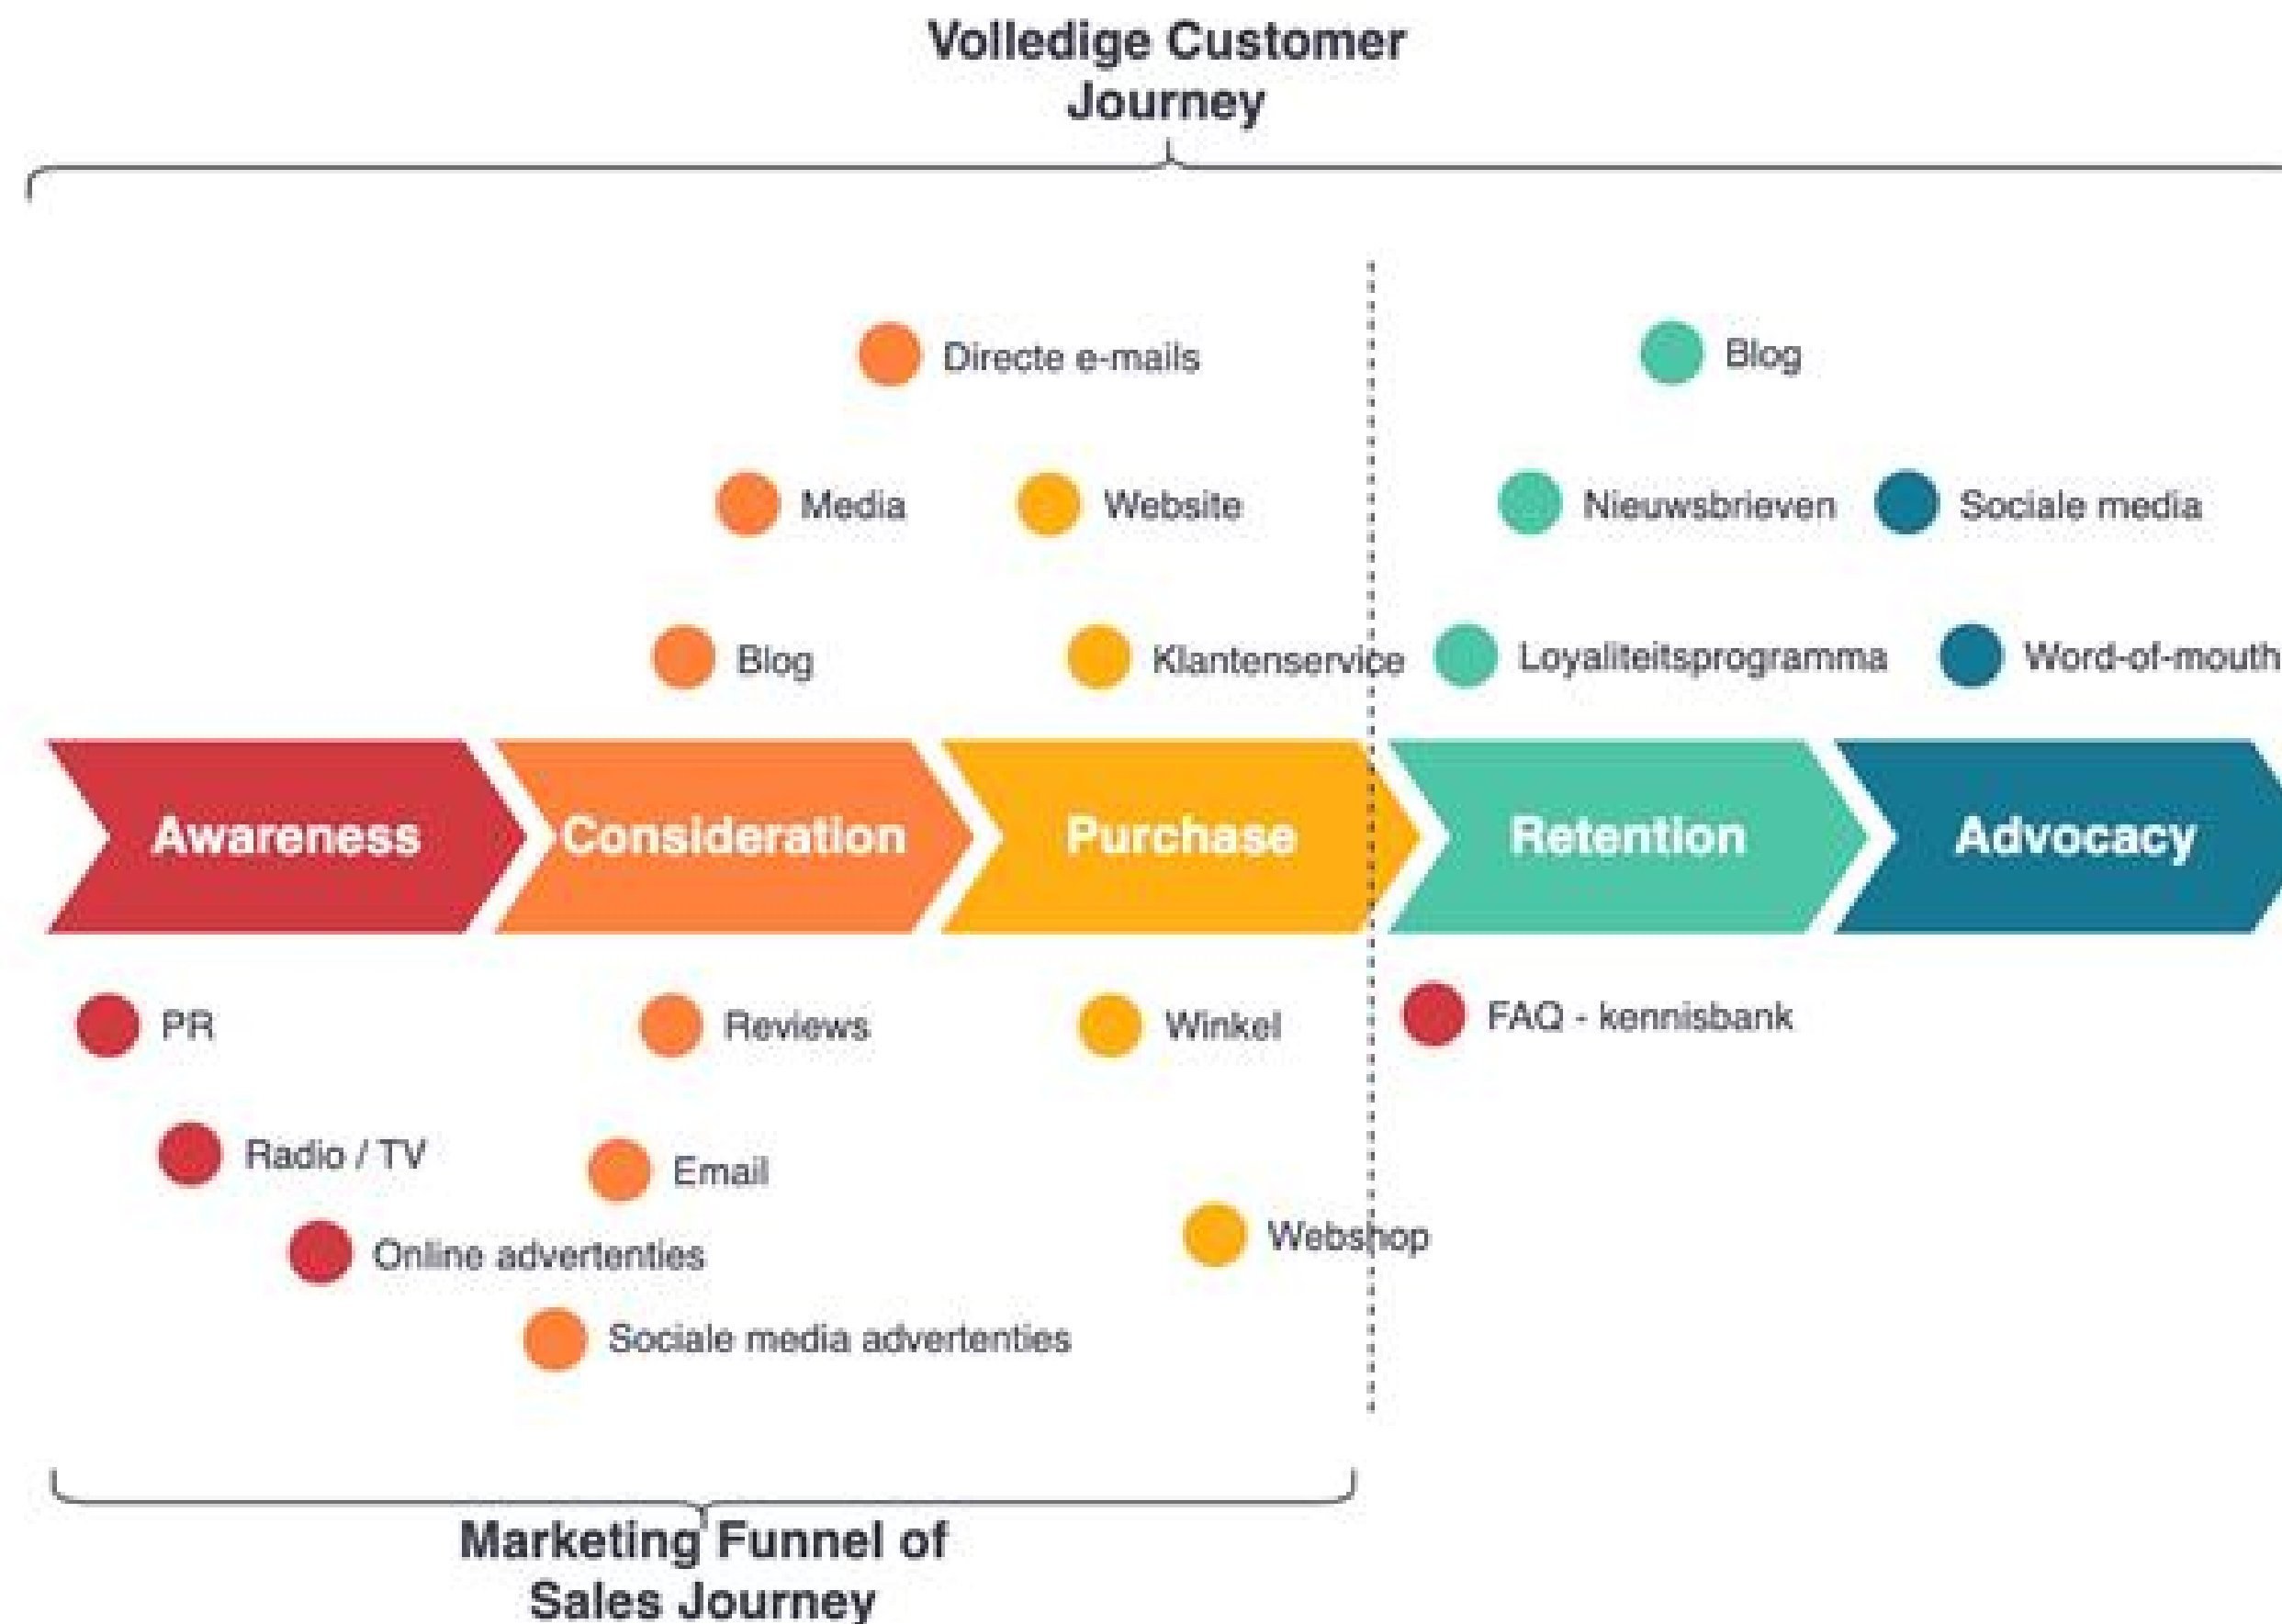 Volledige Customer
Journey
Directe e-mails
Blog
Media
Website
Nieuwsbrieven
Sociale media
Blog
Klantenservice
Loyaliteitsprogramma
Word-of-mouth
Awareness
Consideration
Purchase
Retention
Advocacy
PR
Reviews
Winkel
FAQ - kennisbank
Radio / TV
Email
Online advertenties
Webshop
Sociale media advertenties
Marketing Funnel of
Sales Journey